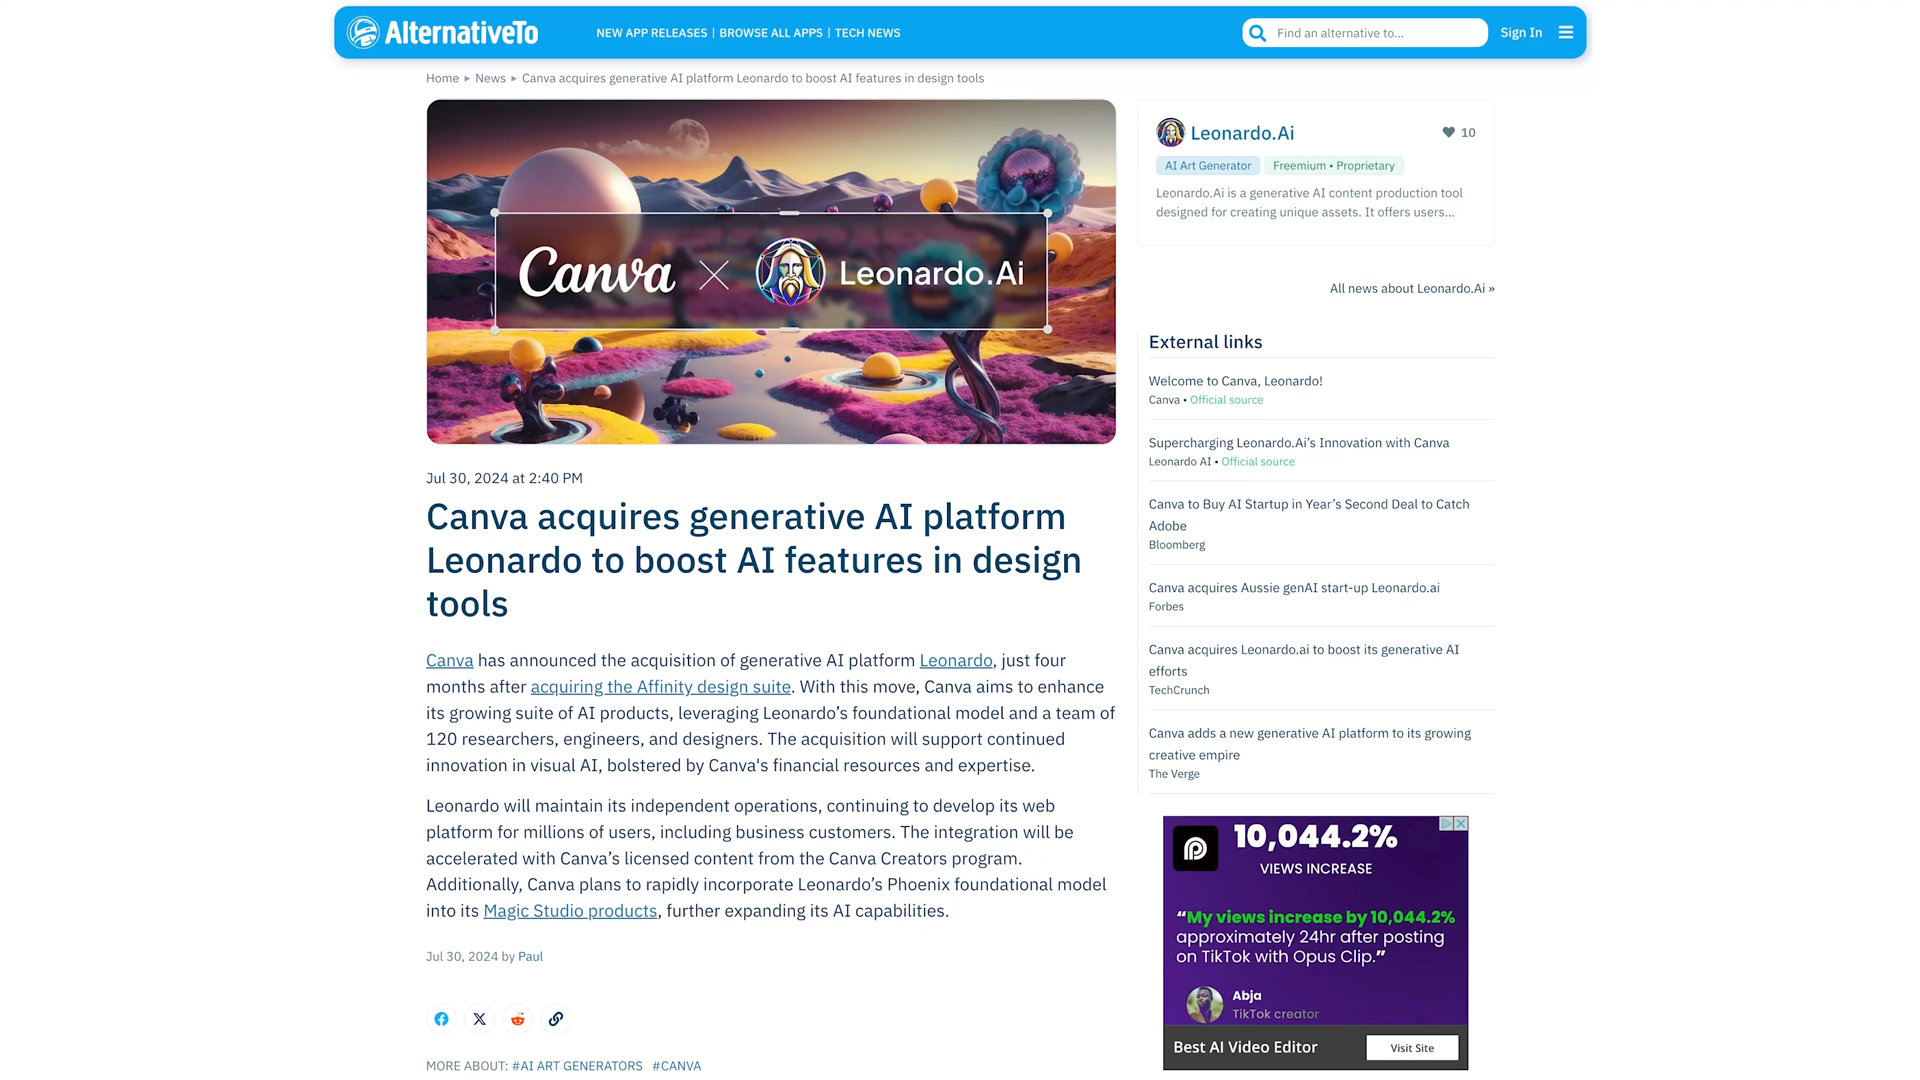 AlternativeTo
NEW APP RELEASES | BROWSE ALL APPS | TECH NEWS
Find an alternative to...
Sign In
Home ▸ News ▸ Canva acquires generative AI platform Leonardo to boost AI features in design tools
Canva × Leonardo.Ai
Jul 30, 2024 at 2:40 PM
Canva acquires generative AI platform
Leonardo to boost AI features in design
tools
Canva has announced the acquisition of generative AI platform Leonardo, just four
months after acquiring the Affinity design suite. With this move, Canva aims to enhance
its growing suite of AI products, leveraging Leonardo’s foundational model and a team of
120 researchers, engineers, and designers. The acquisition will support continued
innovation in visual AI, bolstered by Canva's financial resources and expertise.
Leonardo will maintain its independent operations, continuing to develop its web
platform for millions of users, including business customers. The integration will be
accelerated with Canva’s licensed content from the Canva Creators program.
Additionally, Canva plans to rapidly incorporate Leonardo’s Phoenix foundational model
into its Magic Studio products, further expanding its AI capabilities.
Jul 30, 2024 by Paul
MORE ABOUT: #AI ART GENERATORS #CANVA
Leonardo.Ai
10
AI Art Generator
Freemium • Proprietary
Leonardo.Ai is a generative AI content production tool
designed for creating unique assets. It offers users...
All news about Leonardo.Ai »
External links
Welcome to Canva, Leonardo!
Canva • Official source
Supercharging Leonardo.Ai’s Innovation with Canva
Leonardo AI • Official source
Canva to Buy AI Startup in Year’s Second Deal to Catch
Adobe
Bloomberg
Canva acquires Aussie genAI start-up Leonardo.ai
Forbes
Canva acquires Leonardo.ai to boost its generative AI
efforts
TechCrunch
Canva adds a new generative AI platform to its growing
creative empire
The Verge
10,044.2%
VIEWS INCREASE
“My views increase by 10,044.2%
approximately 24hr after posting
on TikTok with Opus Clip.”
Abja
TikTok creator
Best AI Video Editor
Visit Site